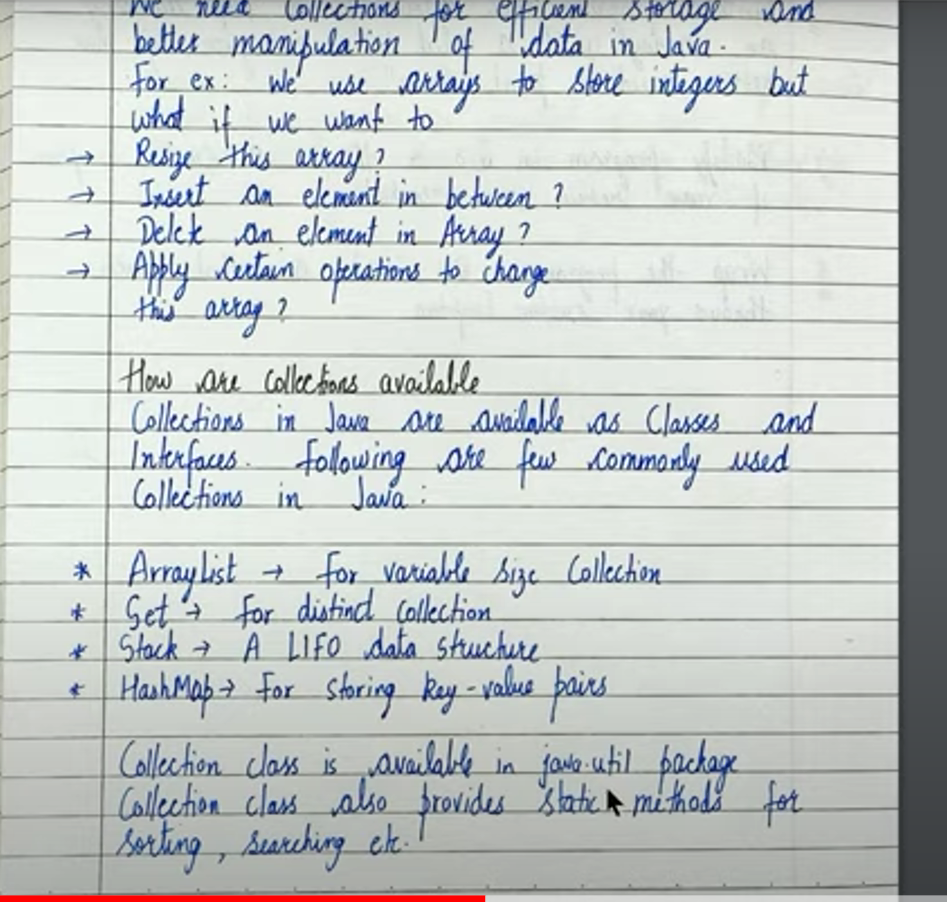 We need Collections for efficient storage and
better manipulation of data in Java.
For ex: We use arrays to store integers but
what if we want to
→ Resize this array?
→ Insert an element in between?
→ Delete an element in Array?
→ Apply certain operations to change
this array?
How are collections available
Collections in Java are available as Classes and
Interfaces. Following are few commonly used
Collections in Java:
* ArrayList → For variable size Collection
* Set → For distinct collection
* Stack → A LIFO data structure
* HashMap → For storing key-value pairs
Collection class is available in java.util package
Collection class also provides static methods for
sorting, searching etc.